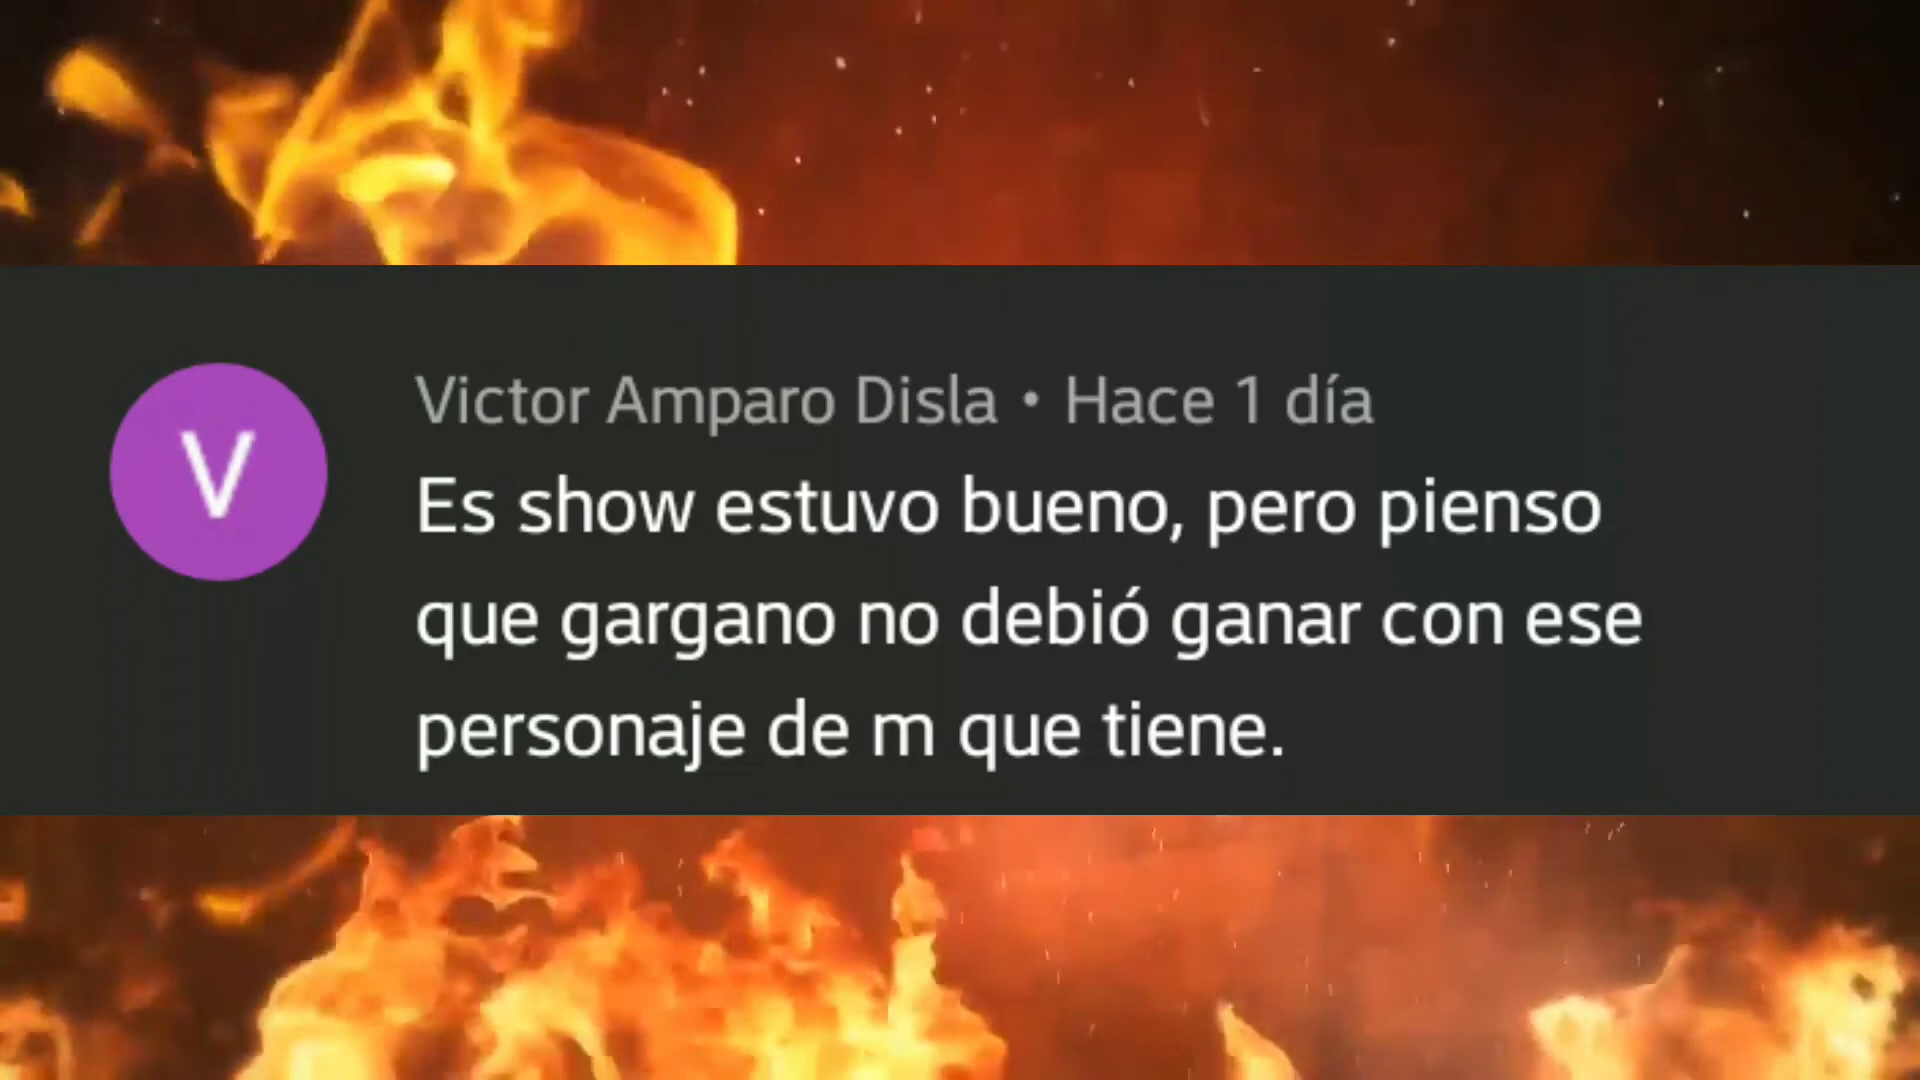 V
Victor Amparo Disla • Hace 1 día
Es show estuvo bueno, pero pienso
que gargano no debió ganar con ese
personaje de m que tiene.